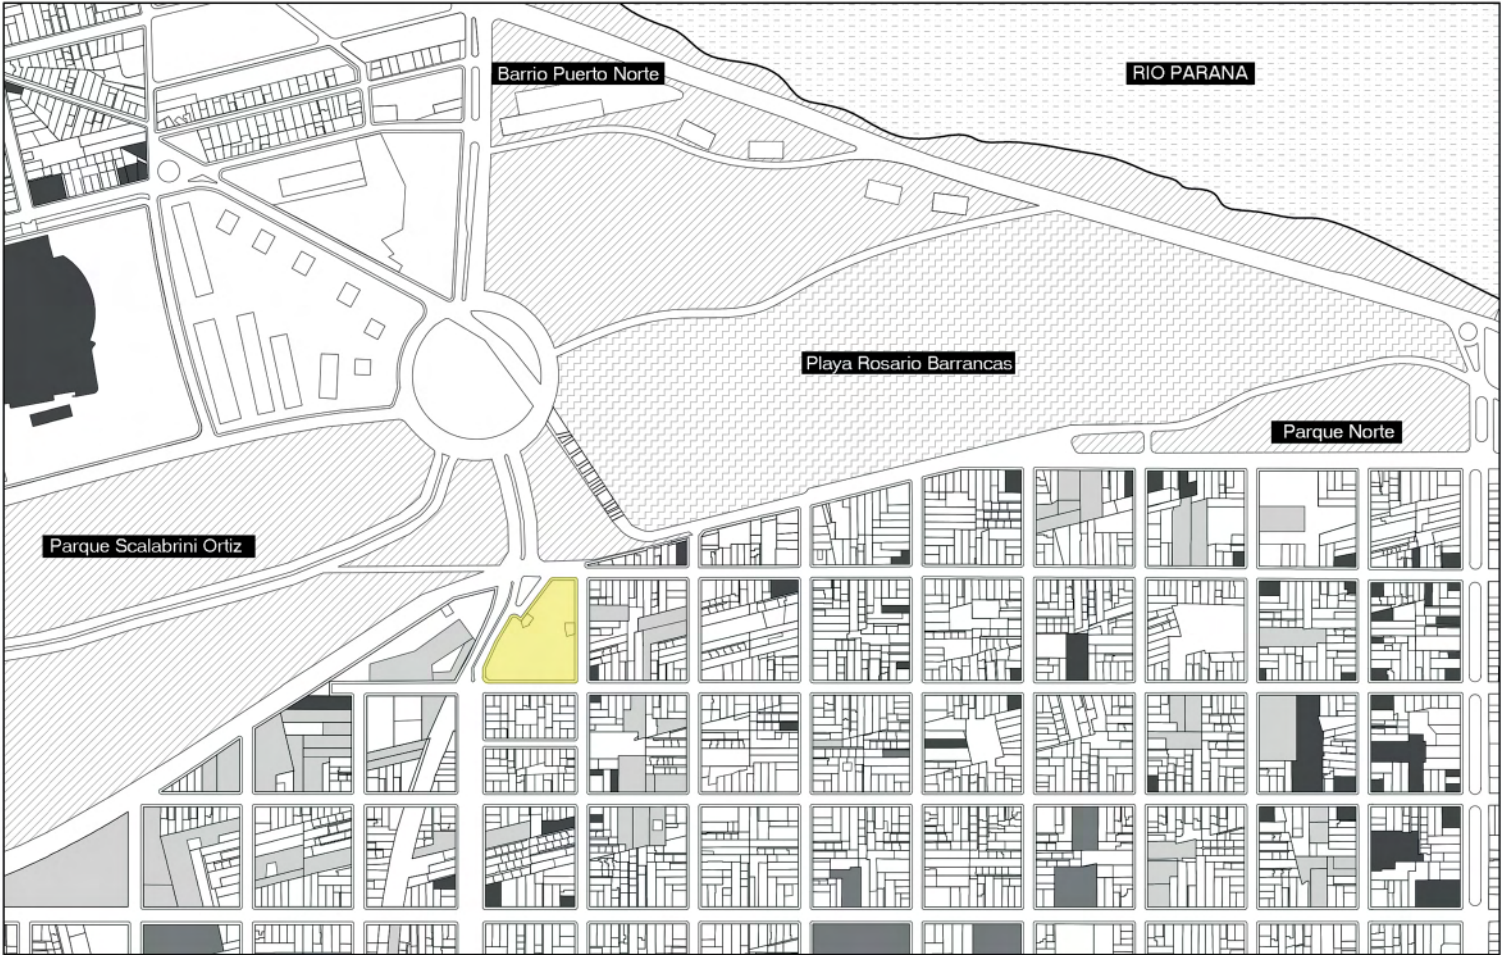 Barrio Puerto Norte
RIO PARANA
Playa Rosario Barrancas
Parque Norte
Parque Scalabrini Ortiz